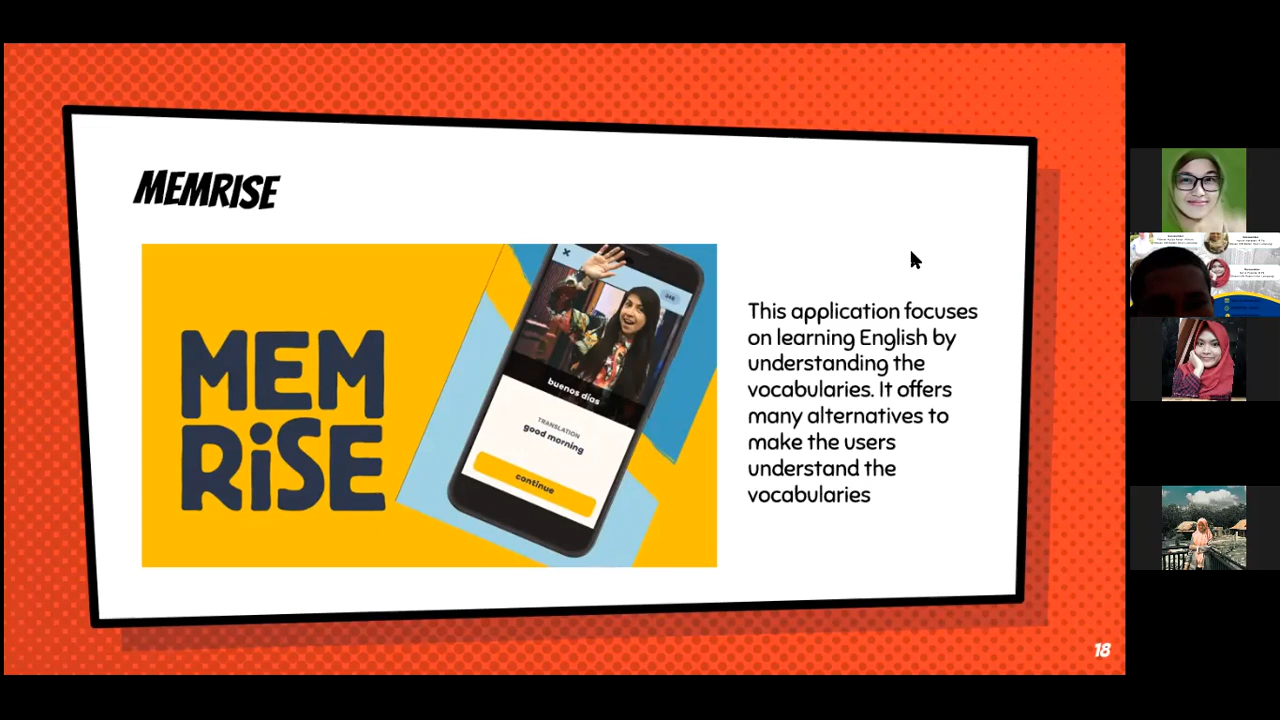 MEMRISE
MEM
RiSE
buenos días
TRANSLATION
good morning
continue
This application focuses
on learning English by
understanding the
vocabularies. It offers
many alternatives to
make the users
understand the
vocabularies
18